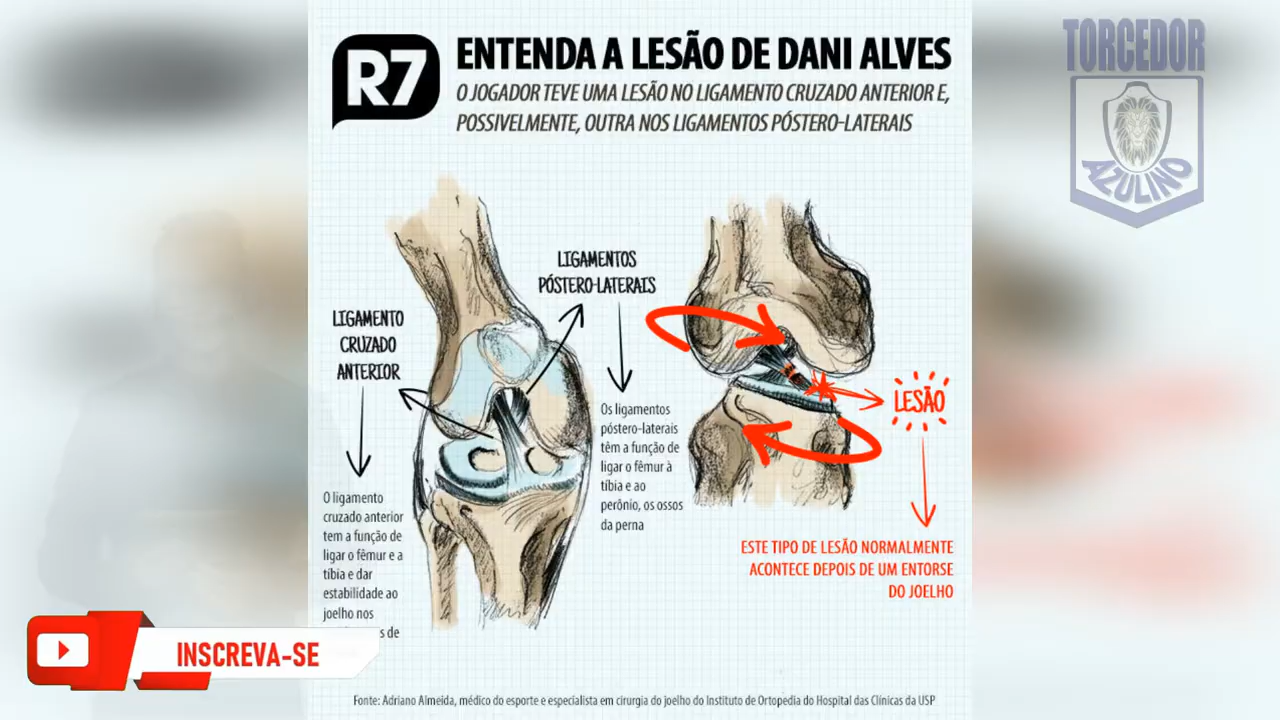 R7
ENTENDA A LESÃO DE DANI ALVES
O JOGADOR TEVE UMA LESÃO NO LIGAMENTO CRUZADO ANTERIOR E,
POSSIVELMENTE, OUTRA NOS LIGAMENTOS PÓSTERO-LATERAIS
TORCEDOR
AZULINO
LIGAMENTO
CRUZADO
ANTERIOR
O ligamento
cruzado anterior
tem a função de
ligar o fêmur e a
tíbia e dar
estabilidade ao
joelho nos
s de
LIGAMENTOS
PÓSTERO-LATERAIS
Os ligamentos
póstero-laterais
têm a função de
ligar o fêmur à
tíbia e ao
perônio, os ossos
da perna
LESÃO
ESTE TIPO DE LESÃO NORMALMENTE
ACONTECE DEPOIS DE UM ENTORSE
DO JOELHO
INSCREVA-SE
Fonte: Adriano Almeida, médico do esporte e especialista em cirurgia do joelho do Instituto de Ortopedia do Hospital das Clínicas da USP